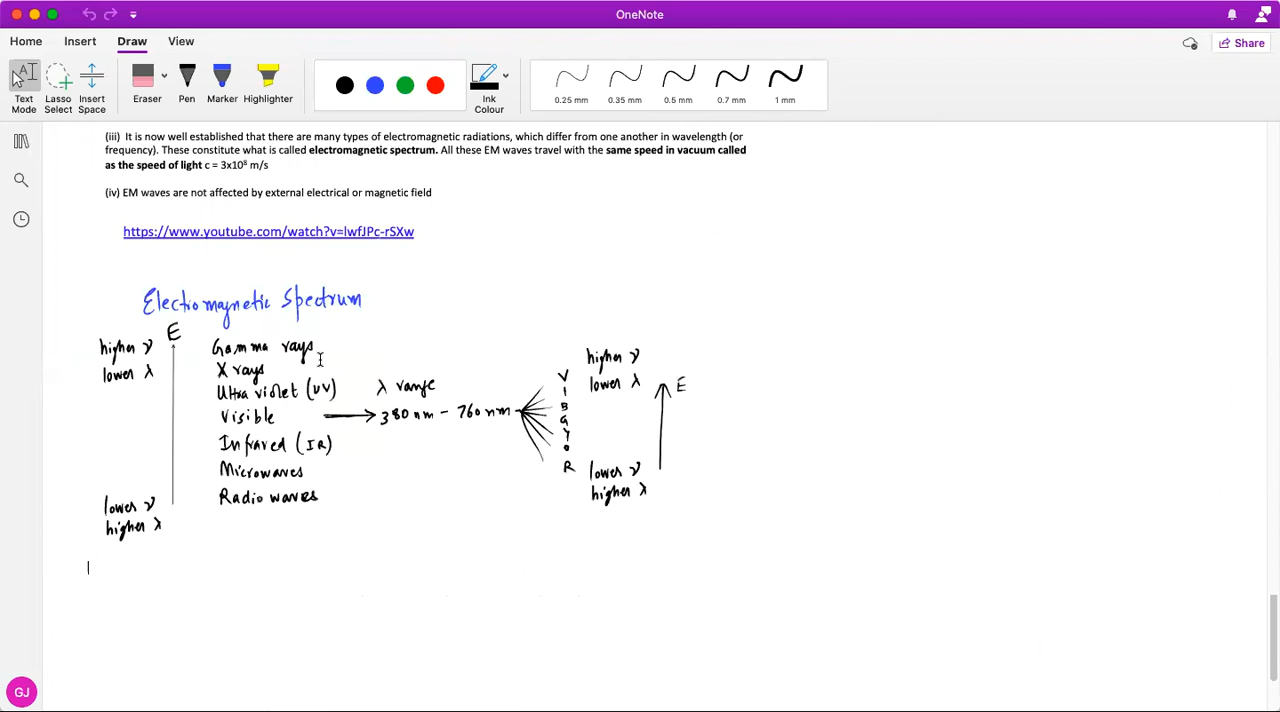 OneNote
Home Insert Draw View
Share
Text Mode
Lasso Select
Insert Space
Eraser
Pen
Marker
Highlighter
Ink Colour
0.25 mm
0.35 mm
0.5 mm
0.7 mm
1 mm
(iii) It is now well established that there are many types of electromagnetic radiations, which differ from one another in wavelength (or
frequency). These constitute what is called electromagnetic spectrum. All these EM waves travel with the same speed in vacuum called
as the speed of light c = 3x10⁸ m/s
(iv) EM waves are not affected by external electrical or magnetic field
https://www.youtube.com/watch?v=lwfJPc-rSXw
Electromagnetic Spectrum
E
higher ν
lower λ
Gamma rays
X rays
Ultra violet (UV)
Visible
Infrared (IR)
Microwaves
Radio waves
lower ν
higher λ
λ range
380 nm - 760 nm
V
I
B
G
Y
O
R
higher ν
lower λ
E
lower ν
higher λ
GJ